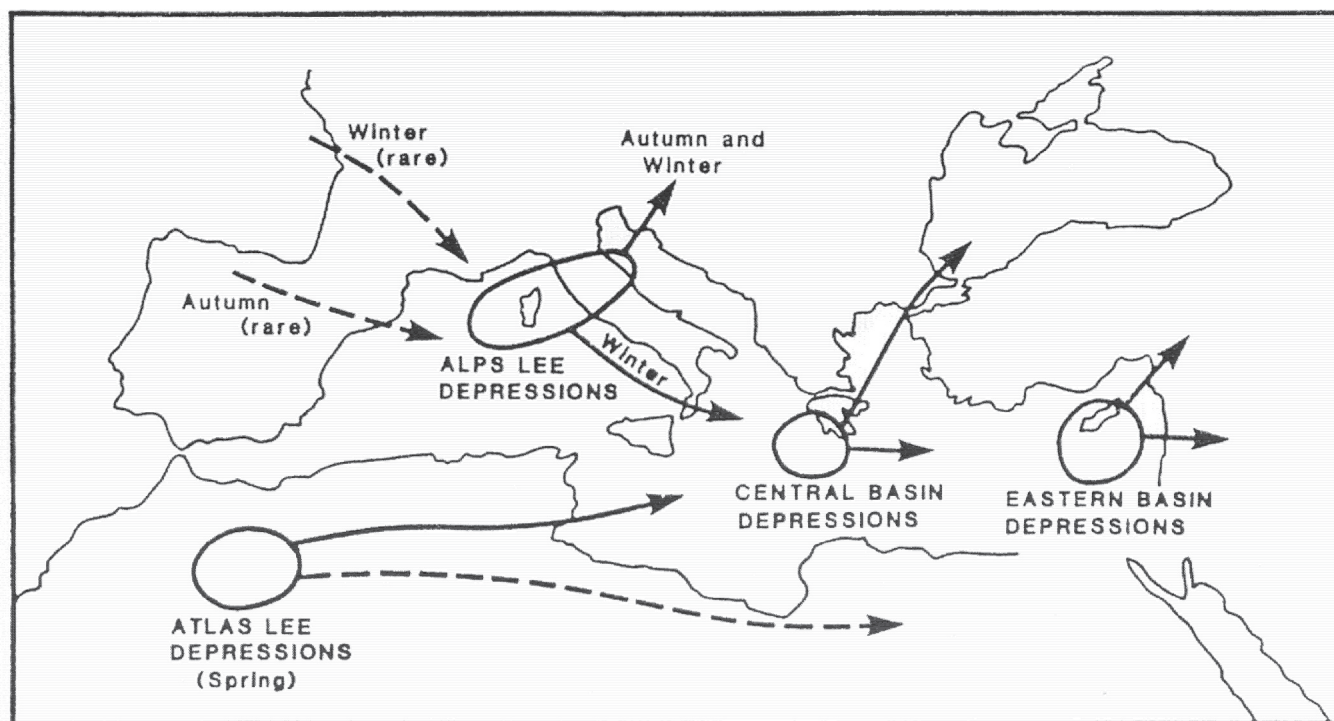 Winter
(rare)
Autumn and
Winter
Autumn
(rare)
ALPS LEE
DEPRESSIONS
Winter
CENTRAL BASIN
DEPRESSIONS
EASTERN BASIN
DEPRESSIONS
ATLAS LEE
DEPRESSIONS
(Spring)